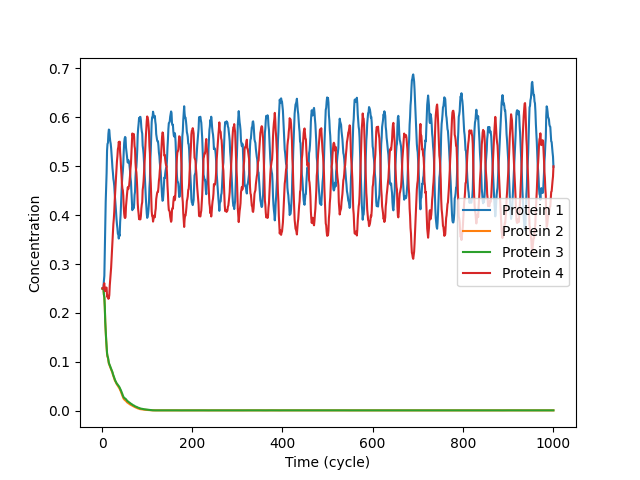 0.7
0.6
0.5
0.4
0.3
0.2
0.1
0.0
Concentration
Protein 1
Protein 2
Protein 3
Protein 4
0 200 400 600 800 1000
Time (cycle)